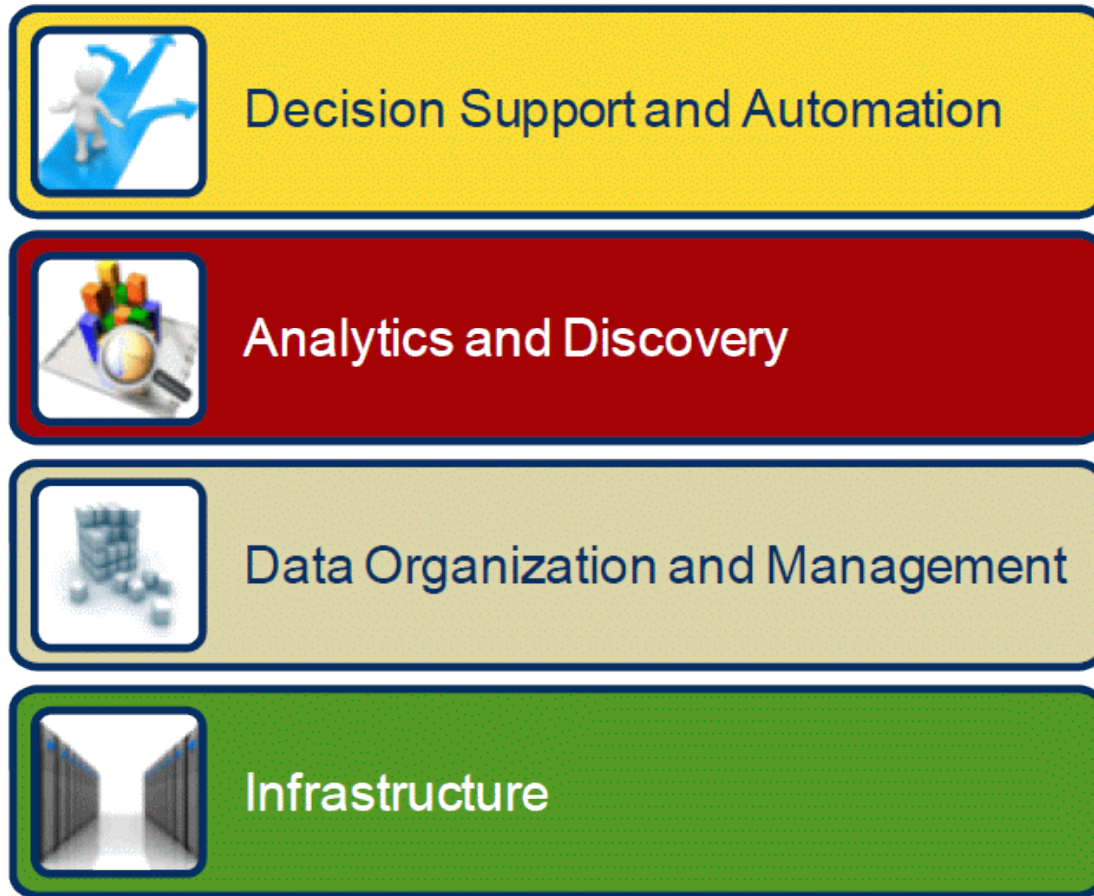 Decision Support and Automation
Analytics and Discovery
Data Organization and Management
Infrastructure